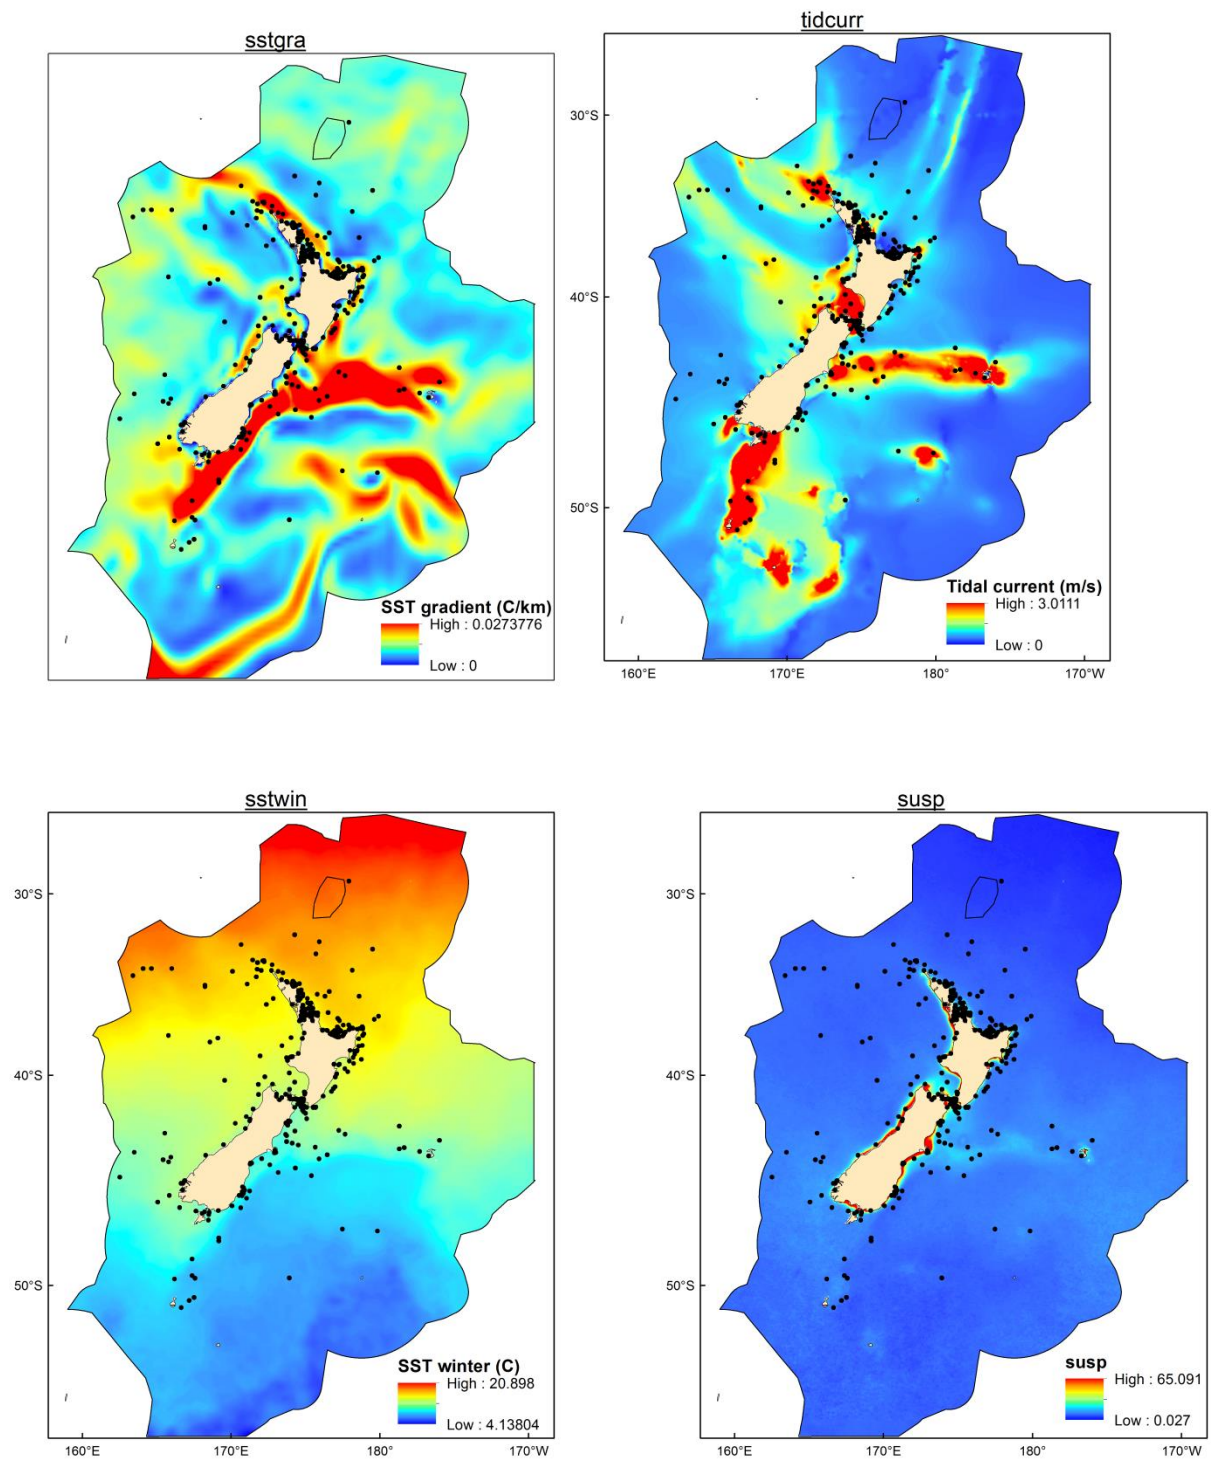 sstgra
tidcurr
30°S
40°S
50°S
SST gradient (C/km)
High : 0.0273776
Low : 0
Tidal current (m/s)
High : 3.0111
Low : 0
160°E
170°E
180°
170°W
sstwin
susp
30°S
40°S
50°S
SST winter (C)
High : 20.898
Low : 4.13804
160°E
170°E
180°
170°W
30°S
40°S
50°S
susp
High : 65.091
Low : 0.027
160°E
170°E
180°
170°W